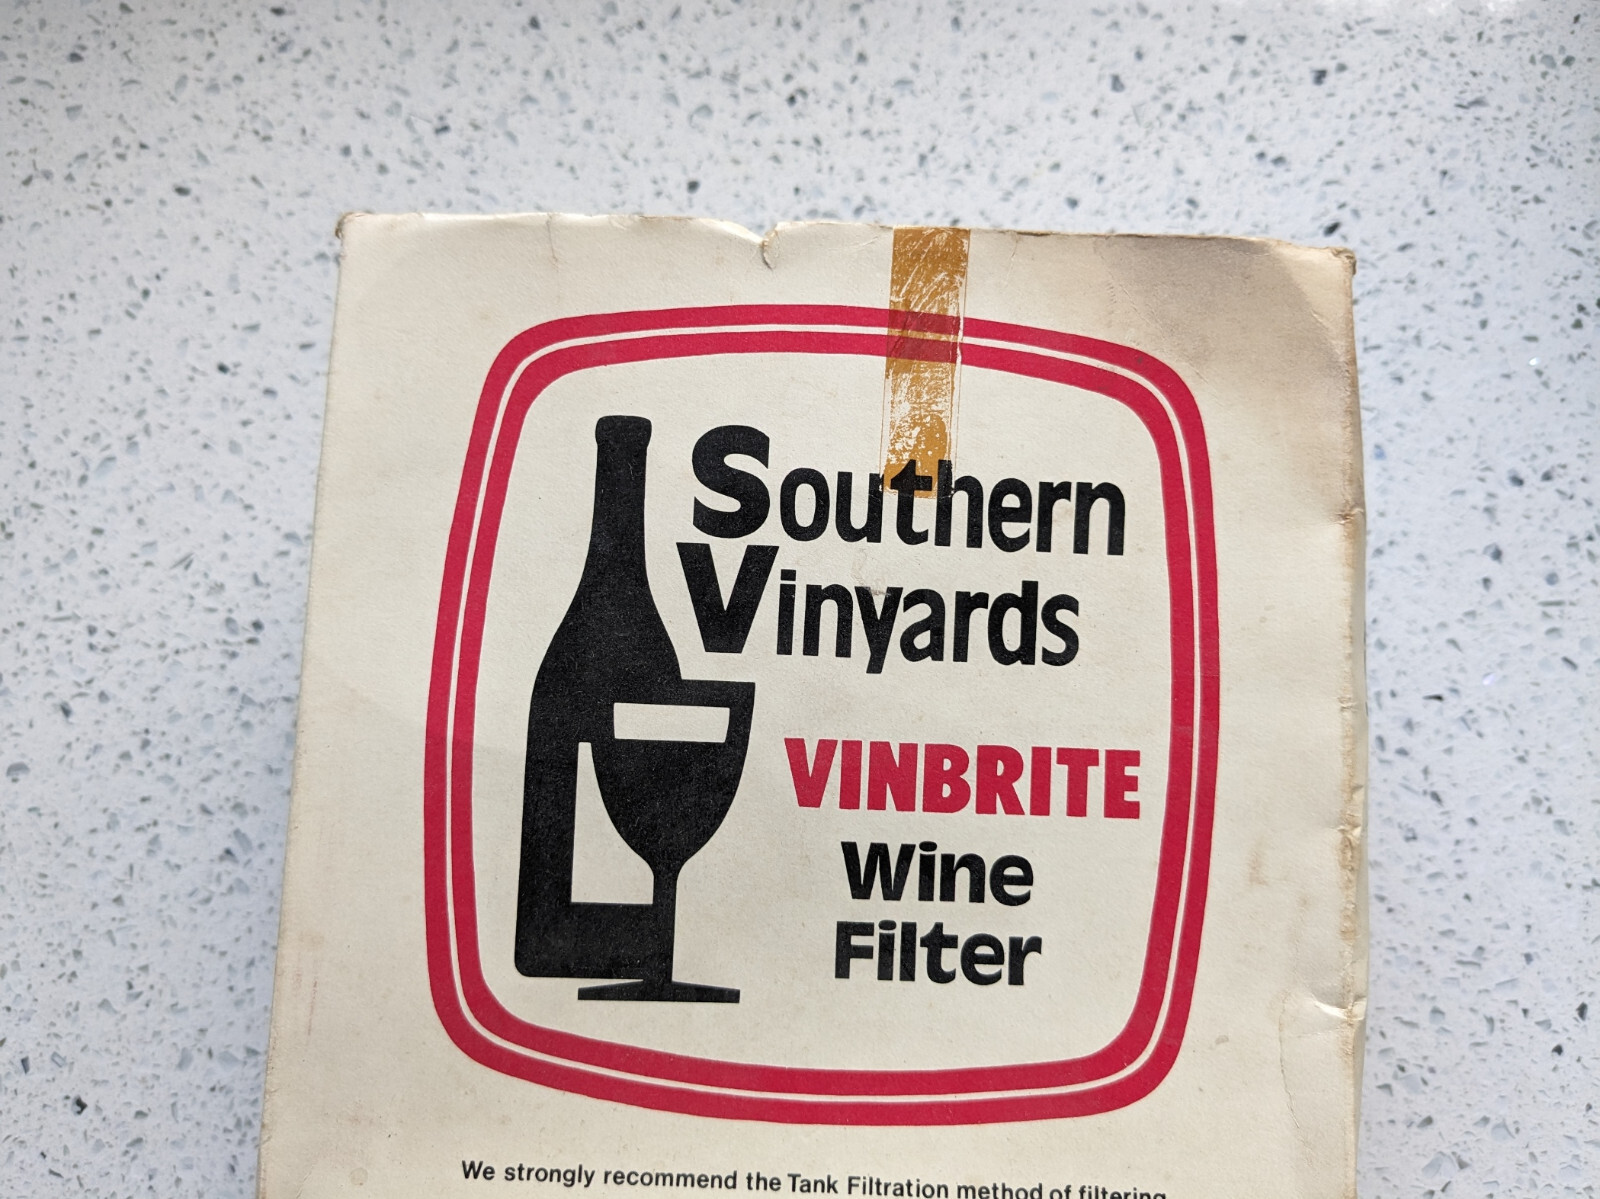 Southern
Vinyards
VINBRITE
Wine
Filter
We strongly recommend the Tank Filtration method of filtering